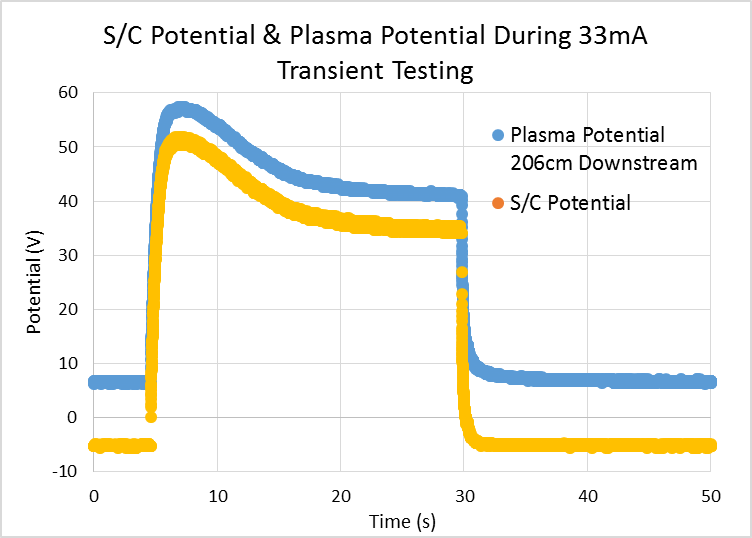 S/C Potential & Plasma Potential During 33mA
Transient Testing
Plasma Potential
206cm Downstream
S/C Potential
Potential (V)
60
50
40
30
20
10
0
-10
0 10 20 30 40 50
Time (s)